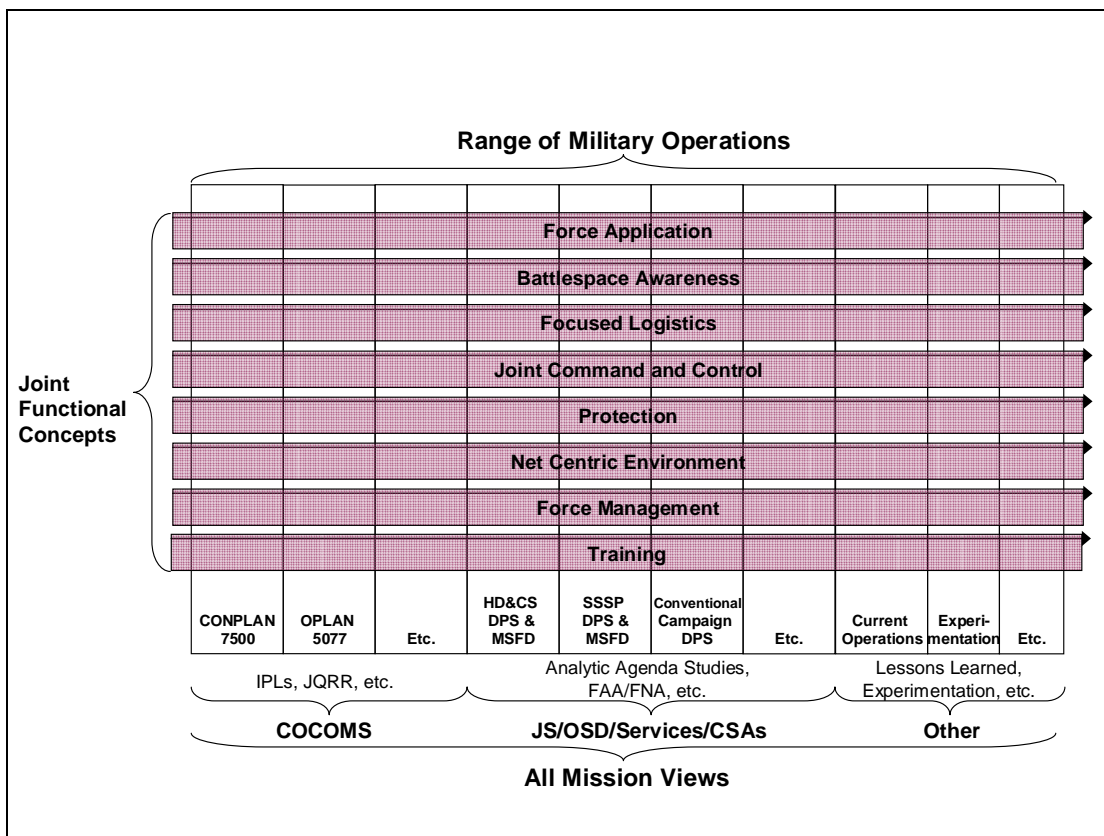 Range of Military Operations
Joint
Functional
Concepts
Force Application
Battlespace Awareness
Focused Logistics
Joint Command and Control
Protection
Net Centric Environment
Force Management
Training
CONPLAN
7500
OPLAN
5077
Etc.
HD&CS
DPS &
MSFD
SSSP
DPS &
MSFD
Conventional
Campaign
DPS
Etc.
Current
Operations
Experi-
mentation
Etc.
IPLs, JQRR, etc.
Analytic Agenda Studies,
FAA/FNA, etc.
Lessons Learned,
Experimentation, etc.
COCOMS
JS/OSD/Services/CSAs
Other
All Mission Views